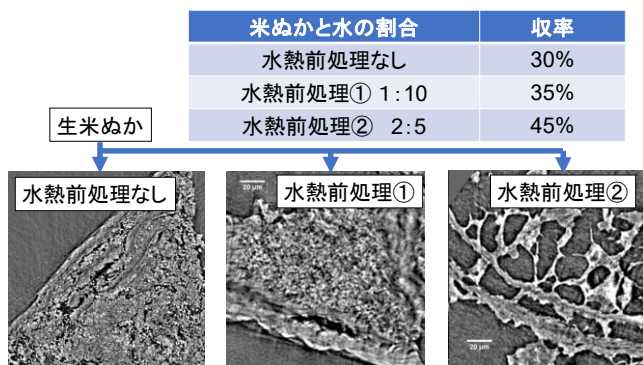 米ぬかと水の割合 収率
水熱前処理なし 30%
水熱前処理① 1:10 35%
水熱前処理② 2:5 45%
生米ぬか
水熱前処理なし
水熱前処理①
水熱前処理②
20 μm
20 μm